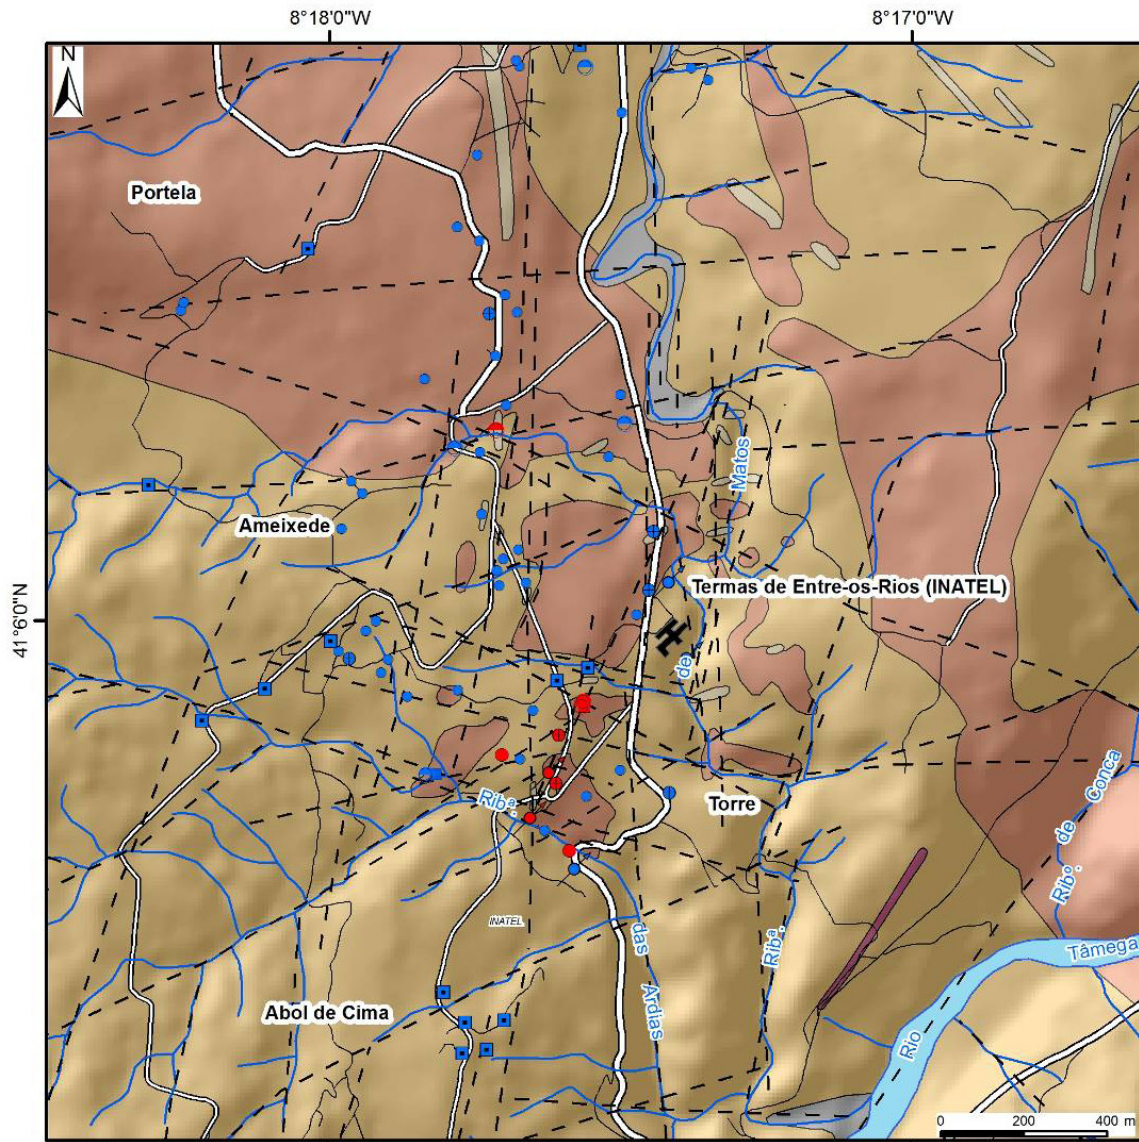 8°18'0"W
8°17'0"W
N
Portela
Matos
Ameixede
41°6'0"N
Termas de Entre-os-Rios (INATEL)
de
Ribª.
Torre
Ribº. de Conca
INATEL
das Ardias
Ribª.
Tâmega
Abol de Cima
Rio
0 200 400 m